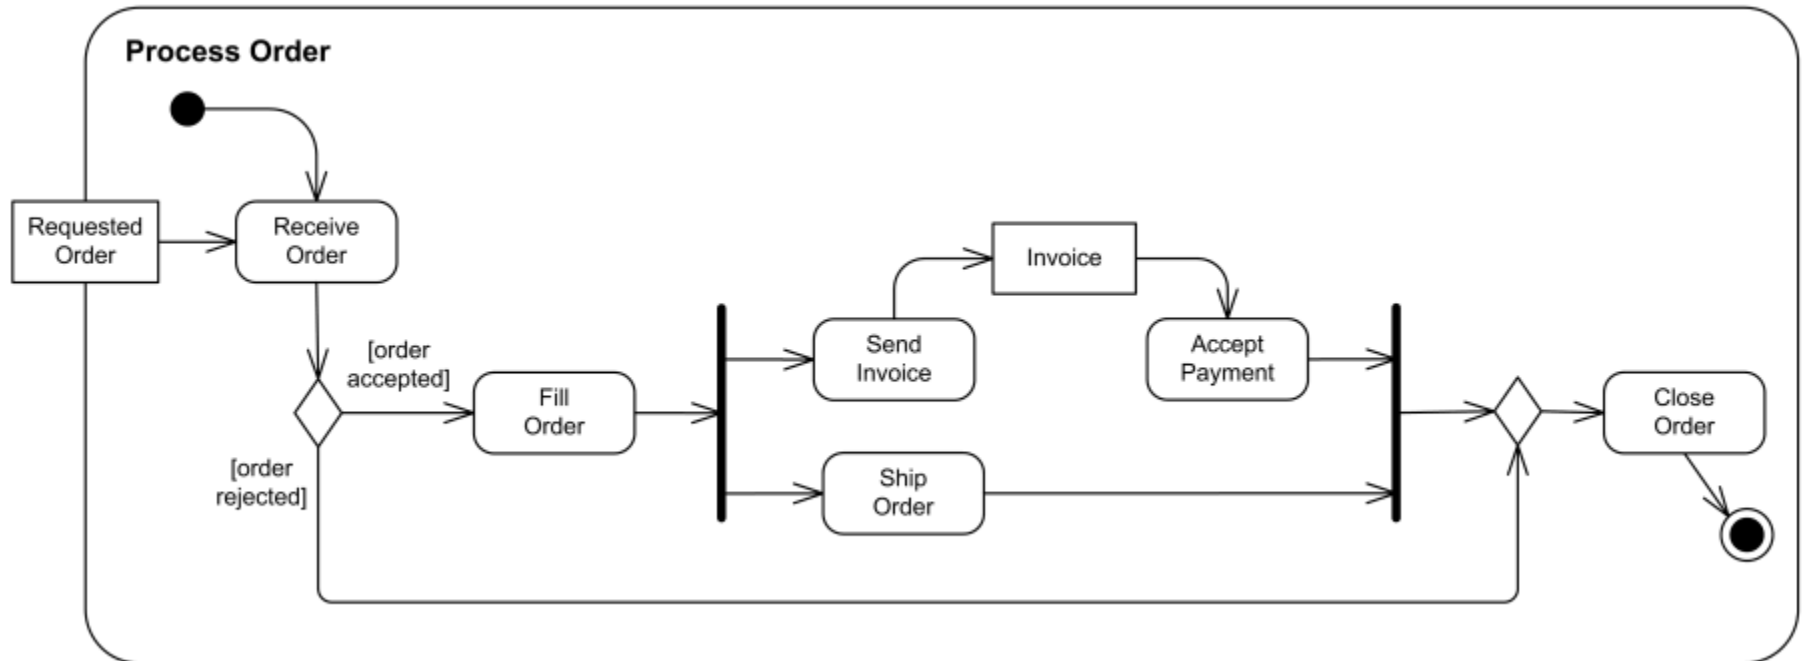 Process Order
Requested
Order
Receive
Order
[order
accepted]
[order
rejected]
Fill
Order
Send
Invoice
Invoice
Accept
Payment
Ship
Order
Close
Order